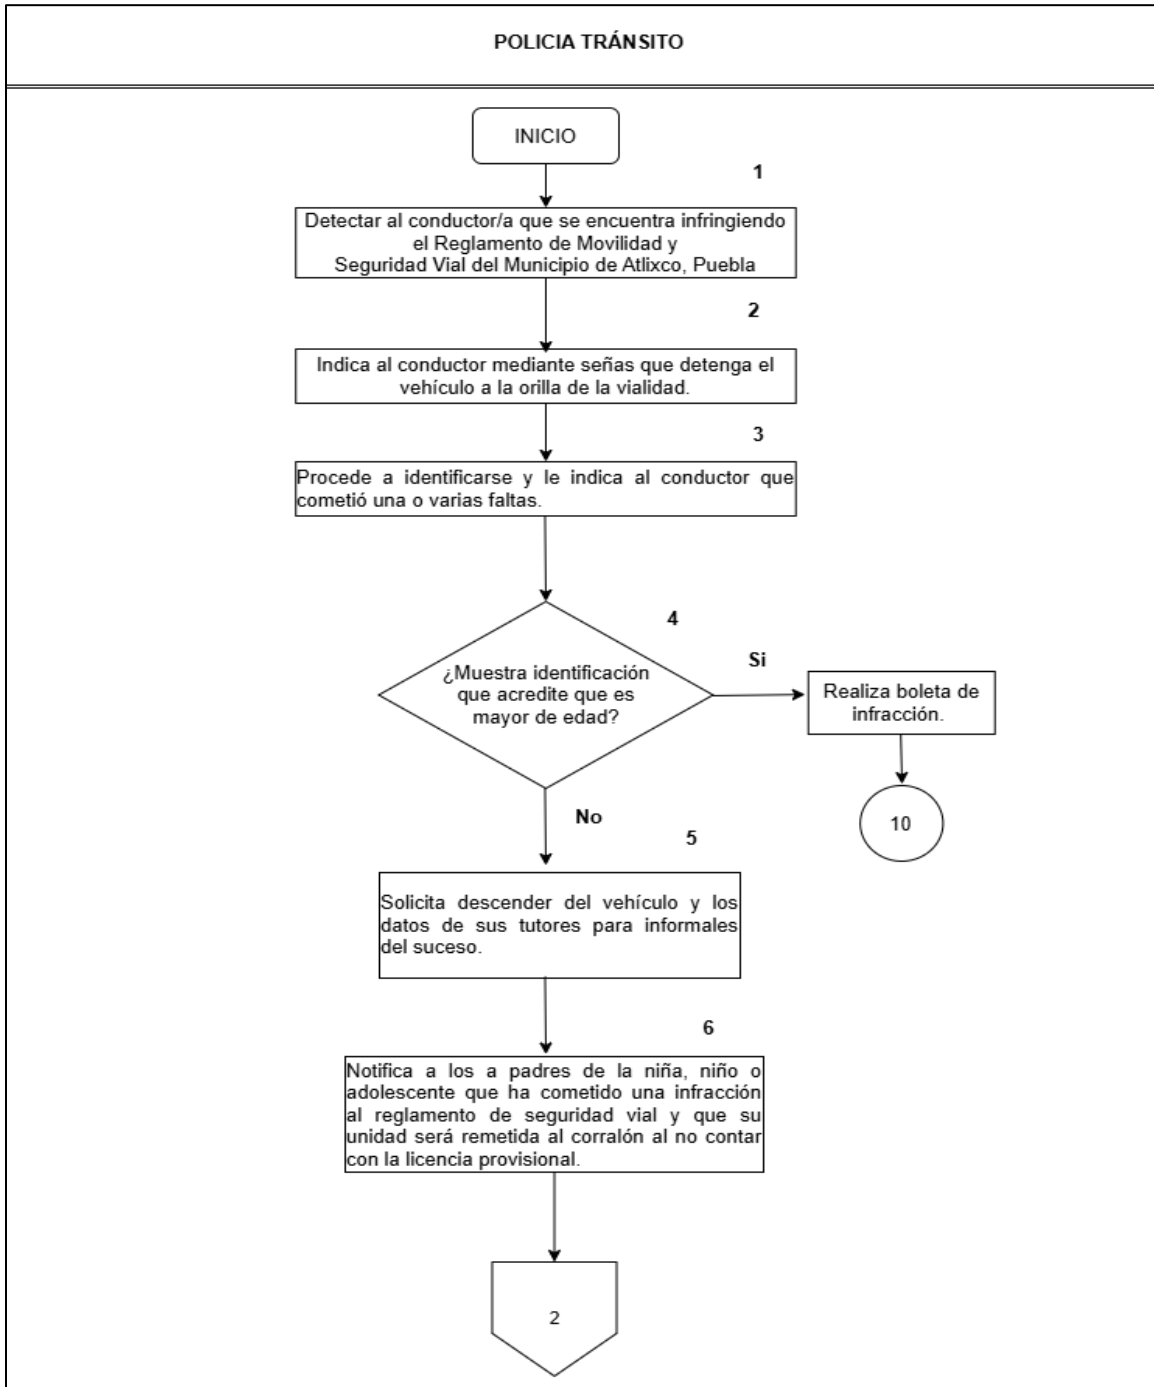 POLICIA TRÁNSITO
INICIO
1
Detectar al conductor/a que se encuentra infringiendo
el Reglamento de Movilidad y
Seguridad Vial del Municipio de Atlixco, Puebla
2
Indica al conductor mediante señas que detenga el
vehículo a la orilla de la vialidad.
3
Procede a identificarse y le indica al conductor que
cometió una o varias faltas.
4
¿Muestra identificación
que acredite que es
mayor de edad?
Si
Realiza boleta de
infracción.
10
No
5
Solicita descender del vehículo y los
datos de sus tutores para informales
del suceso.
6
Notifica a los a padres de la niña, niño o
adolescente que ha cometido una infracción
al reglamento de seguridad vial y que su
unidad será remetida al corralón al no contar
con la licencia provisional.
2